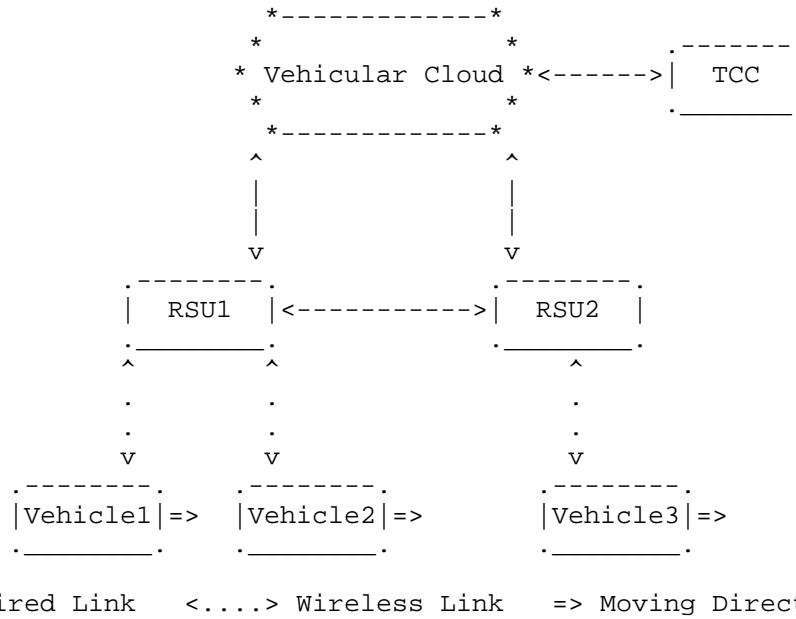 Vehicular Cloud *<------>| TCC
RSU1 |<----------->| RSU2
|Vehicle1|=> |Vehicle2|=> |Vehicle3|=>
ired Link <....> Wireless Link => Moving Direct